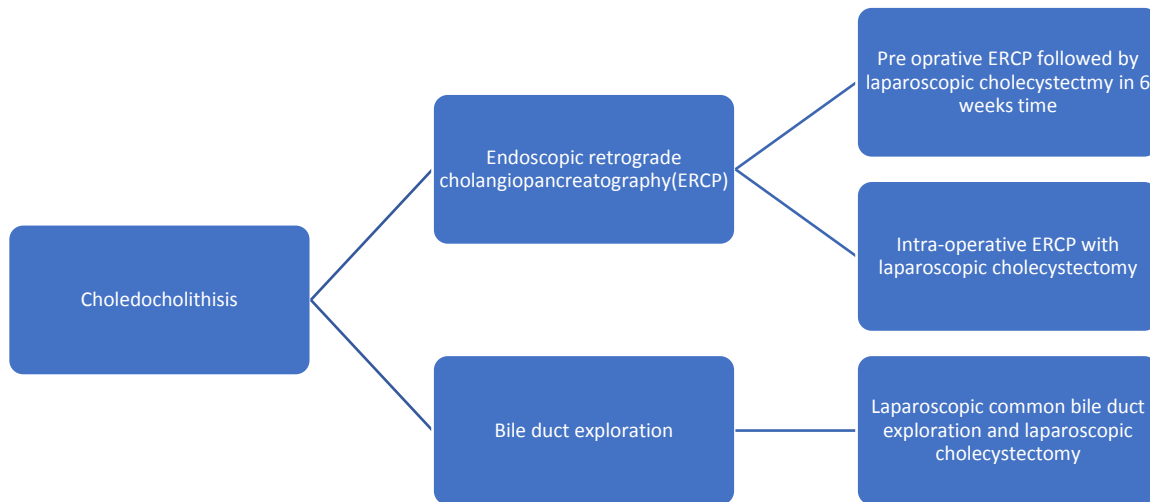 Pre oprative ERCP followed by
laparoscopic cholecystectmy in 6
weeks time
Endoscopic retrograde
cholangiopancreatography(ERCP)
Intra-operative ERCP with
laparoscopic cholecystectomy
Choledocholithisis
Bile duct exploration
Laparoscopic common bile duct
exploration and laparoscopic
cholecystectomy